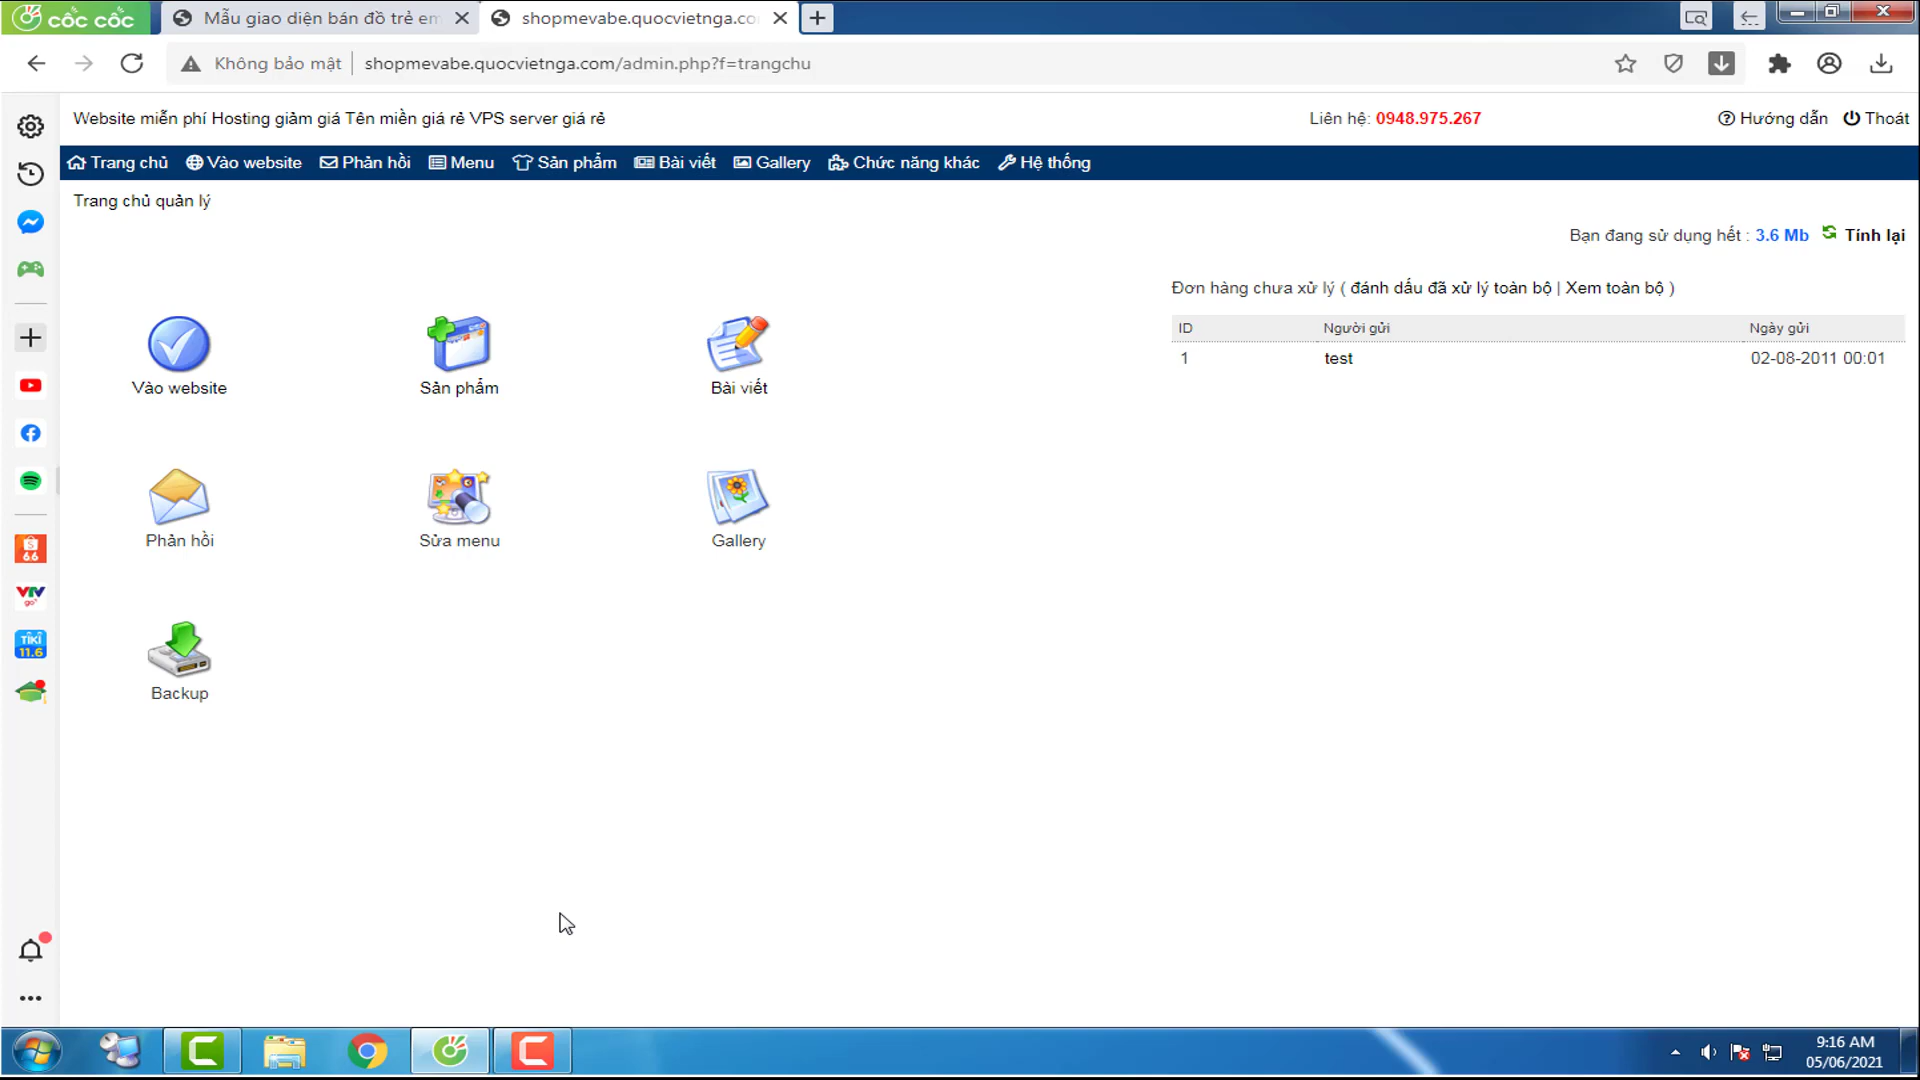 cốc cốc
Mẫu giao diện bán đồ trẻ em
shopmevabe.quocvietnga.co
Không bảo mật
shopmevabe.quocvietnga.com/admin.php?f=trangchu
Website miễn phí Hosting giảm giá Tên miền giá rẻ VPS server giá rẻ
Liên hệ: 0948.975.267
Hướng dẫn
Thoát
Trang chủ
Vào website
Phản hồi
Menu
Sản phẩm
Bài viết
Gallery
Chức năng khác
Hệ thống
Trang chủ quản lý
Bạn đang sử dụng hết : 3.6 Mb
Tính lại
Đơn hàng chưa xử lý ( đánh dấu đã xử lý toàn bộ | Xem toàn bộ )
ID
Người gửi
Ngày gửi
1
test
02-08-2011 00:01
Vào website
Sản phẩm
Bài viết
Phản hồi
Sửa menu
Gallery
Backup
S
6.6
VTV
go
TIKI
11.6
9:16 AM
05/06/2021